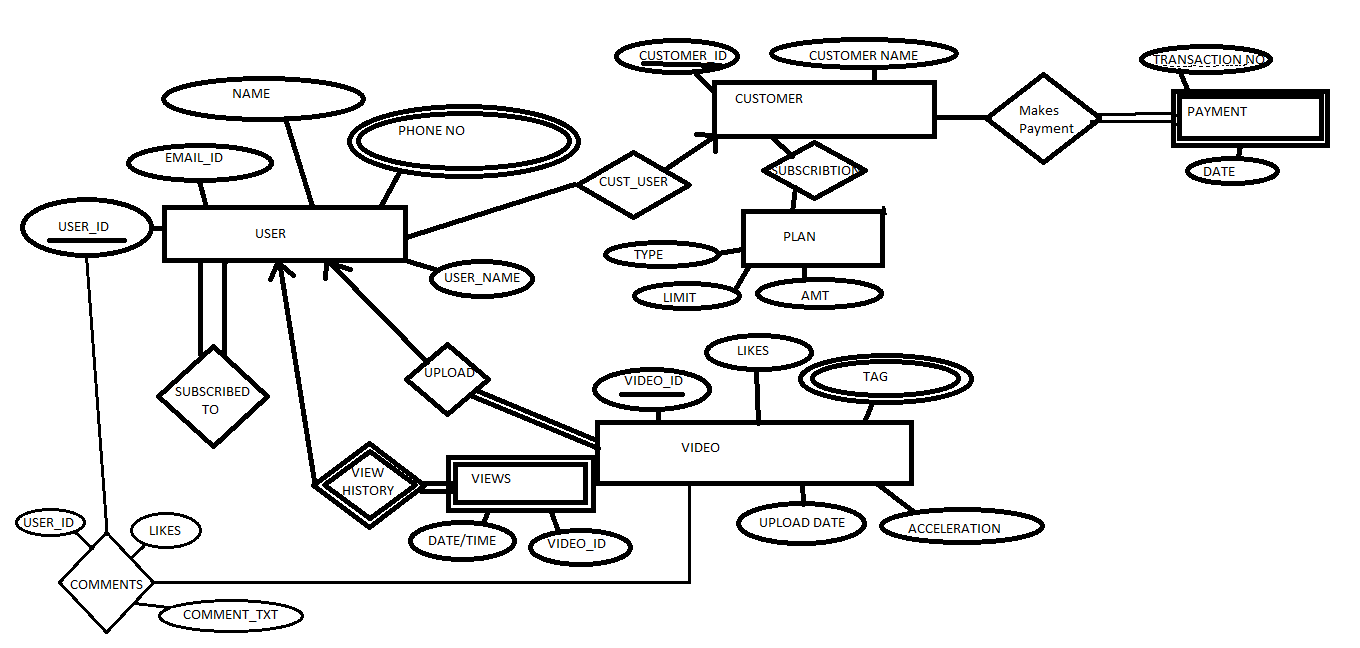 CUSTOMER_ID
CUSTOMER NAME
TRANSACTION NO
NAME
CUSTOMER
Makes
Payment
PAYMENT
PHONE NO
EMAIL_ID
SUBSCRIBTION
DATE
CUST_USER
USER_ID
USER
PLAN
TYPE
USER_NAME
LIMIT
AMT
LIKES
UPLOAD
VIDEO_ID
TAG
SUBSCRIBED
TO
VIDEO
VIEW
HISTORY
VIEWS
USER_ID
LIKES
DATE/TIME
VIDEO_ID
UPLOAD DATE
ACCELERATION
COMMENTS
COMMENT_TXT